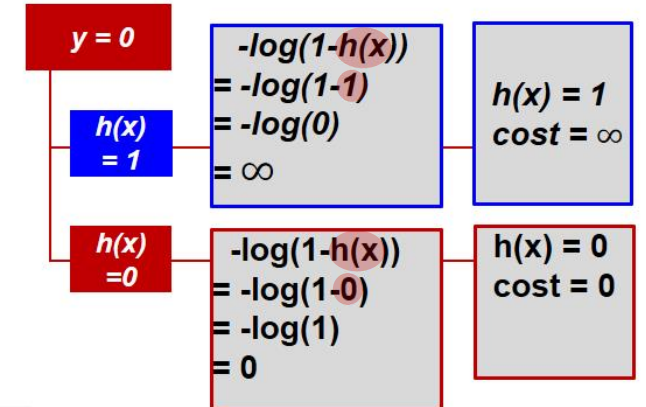 y = 0
h(x)
= 1
-log(1-h(x))
= -log(1-1)
= -log(0)
= ∞
h(x) = 1
cost = ∞
h(x)
=0
-log(1-h(x))
= -log(1-0)
= -log(1)
= 0
h(x) = 0
cost = 0